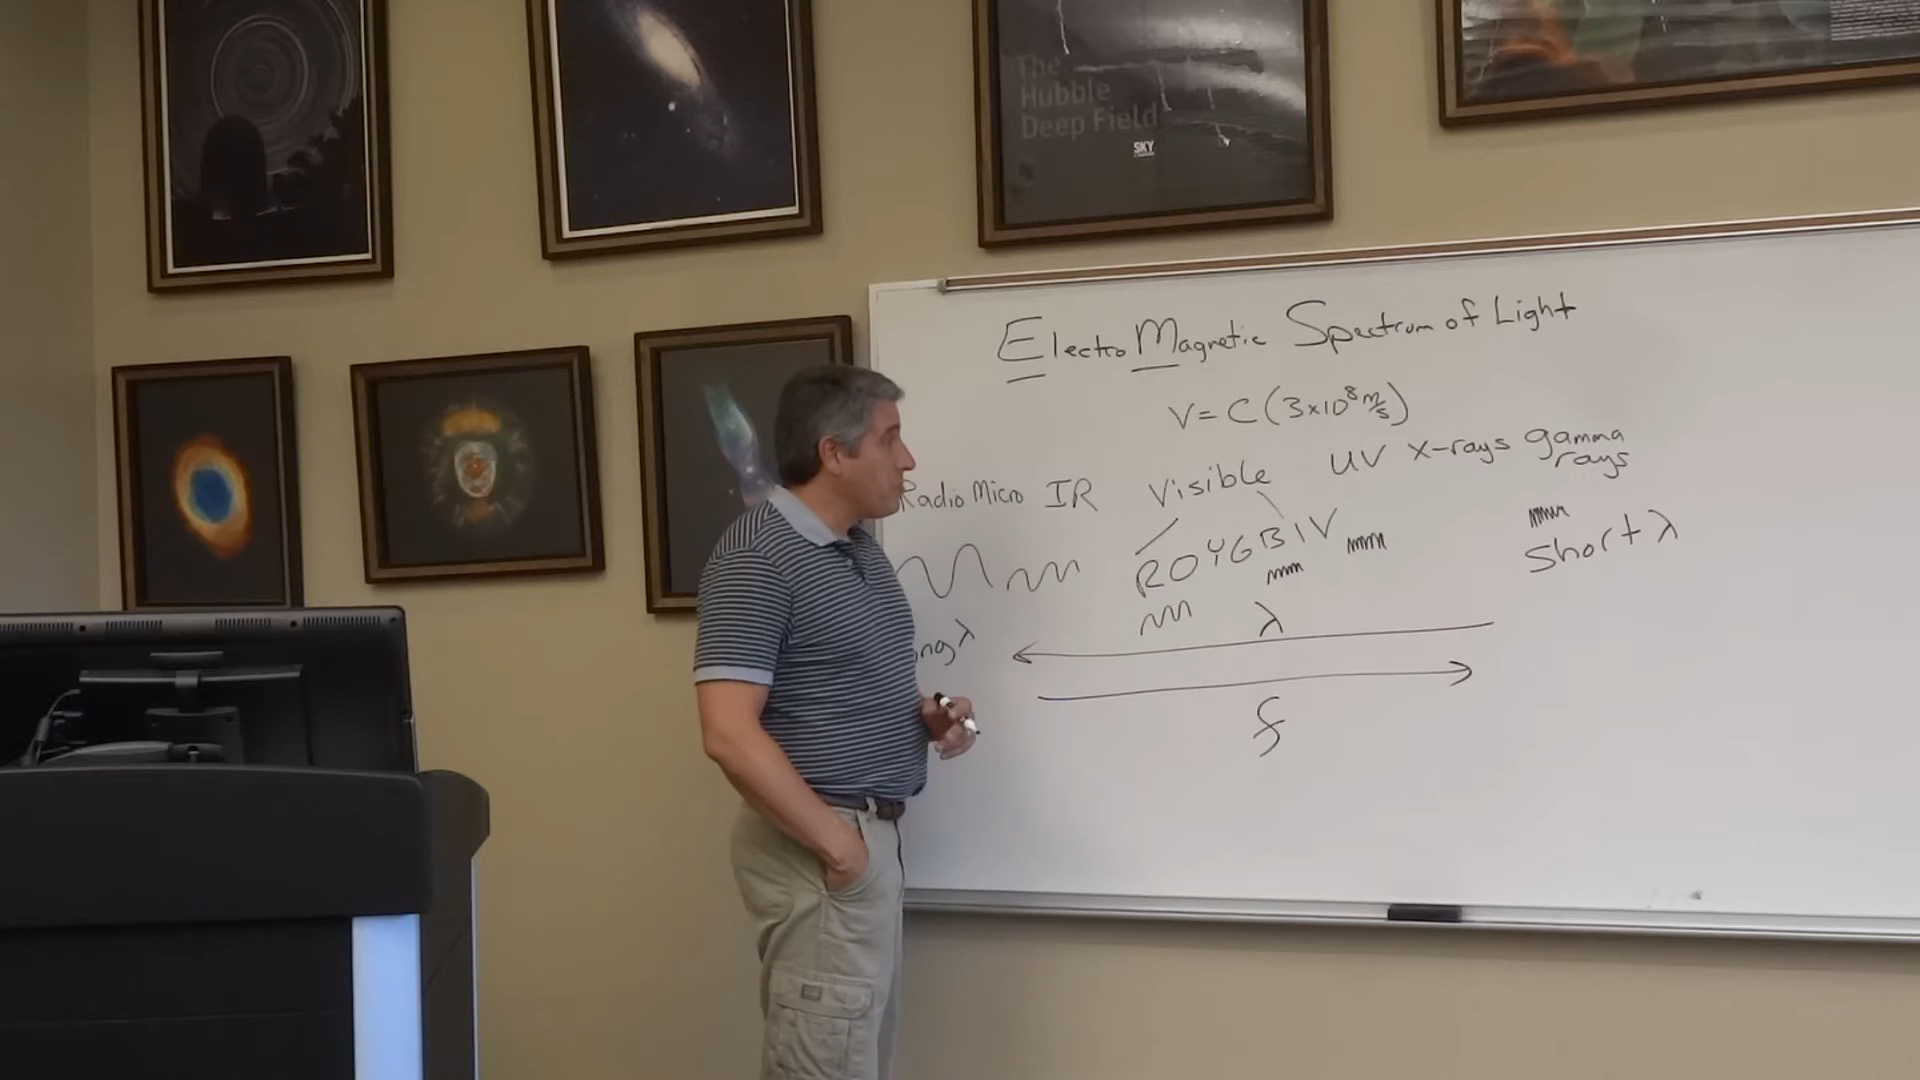 The
Hubble
Deep Field
SKY
ElectroMagnetic Spectrum of Light
V = C (3x10⁸ m/s)
Radio Micro IR Visible UV x-rays gamma
rays
ROYGBIV
short λ
λ
ong λ
f